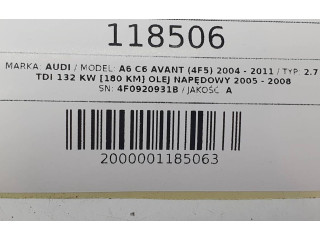 118506
MARKA: AUDI / MODEL: A6 C6 AVANT (4F5) 2004 - 2011 / TYP: 2.7
TDI 132 KW [180 KM] OLEJ NAPĘDOWY 2005 - 2008
SN: 4F0920931B / JAKOŚĆ: A
2000001185063